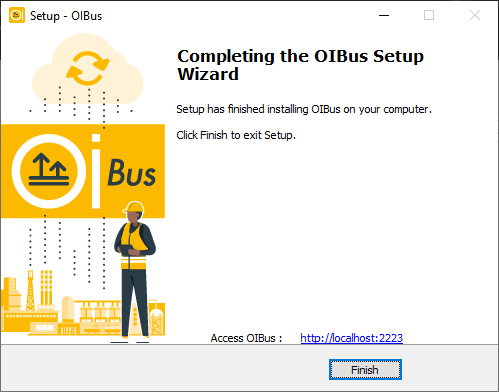 Setup - OIBus
Completing the OIBus Setup
Wizard
Setup has finished installing OIBus on your computer.
Click Finish to exit Setup.
Oi Bus
Access OIBus :
http://localhost:2223
Finish